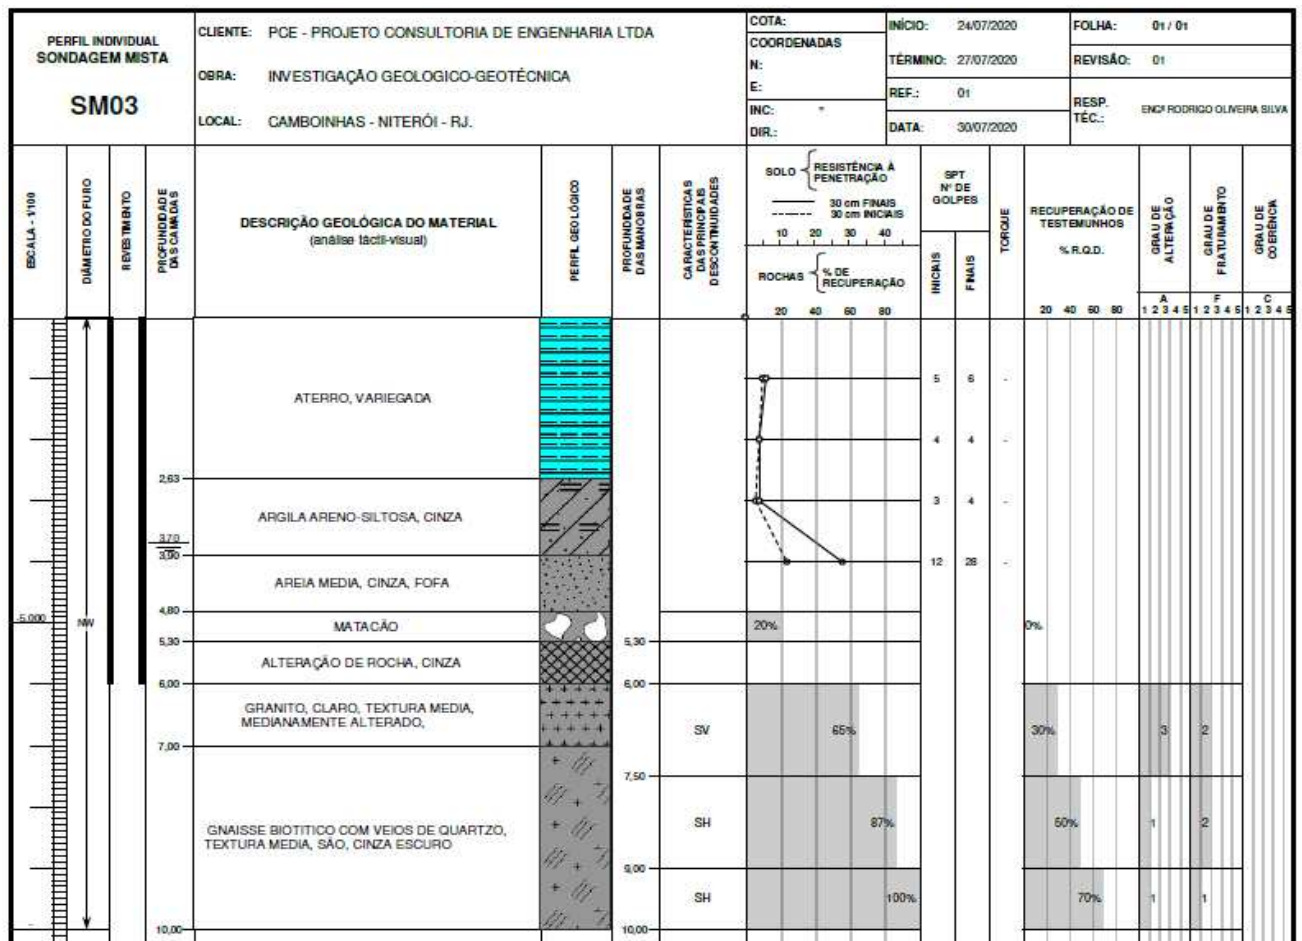 PERFIL INDIVIDUAL
SONDAGEM MISTA
SM03
CLIENTE: PCE - PROJETO CONSULTORIA DE ENGENHARIA LTDA
OBRA: INVESTIGAÇÃO GEOLOGICO-GEOTÉCNICA
LOCAL: CAMBOINHAS - NITERÓI - RJ.
COTA:
COORDENADAS
N:
E:
INC: °
DIR.:
INÍCIO: 24/07/2020
TÉRMINO: 27/07/2020
REF.: 01
DATA: 30/07/2020
FOLHA: 01 / 01
REVISÃO: 01
RESP. TÉC.: ENGº RODRIGO OLIVEIRA SILVA
ESCALA - 1/100
DIÂMETRO DO FURO
REVESTIMENTO
PROFUNDIDADE
DAS CAMADAS
DESCRIÇÃO GEOLÓGICA DO MATERIAL
(análise táctil-visual)
PERFIL GEOLÓGICO
PROFUNDIDADE
DAS MANOBRAS
CARACTERÍSTICAS
DAS PRINCIPAIS
DESCONTINUIDADES
SOLO RESISTÊNCIA À
PENETRAÇÃO
30 cm FINAIS
30 cm INICIAIS
10 20 30 40
ROCHAS % DE
RECUPERAÇÃO
20 40 60 80
SPT
Nº DE
GOLPES
INICIAIS
FINAIS
TORQUE
RECUPERAÇÃO DE
TESTEMUNHOS
% R.Q.D.
20 40 60 80
GRAU DE
ALTERAÇÃO
A
1 2 3 4 5
GRAU DE
FRATURAMENTO
F
1 2 3 4 5
GRAU DE
COERÊNCIA
C
1 2 3 4 5
5 6 -
ATERRO, VARIEGADA
4 4 -
2,63
3 4 -
ARGILA ARENO-SILTOSA, CINZA
3,70
3,90
12 28 -
AREIA MEDIA, CINZA, FOFA
4,80
-5.000 NW MATACÃO 20% 0%
5,30 5,30
ALTERAÇÃO DE ROCHA, CINZA
6,00 6,00
GRANITO, CLARO, TEXTURA MEDIA,
MEDIANAMENTE ALTERADO,
SV 65% 30% 3 2
7,00
7,50
SH 87% 50% 1 2
GNAISSE BIOTITICO COM VEIOS DE QUARTZO,
TEXTURA MEDIA, SÃO, CINZA ESCURO
9,00
SH 100% 70% 1 1
10,00 10,00